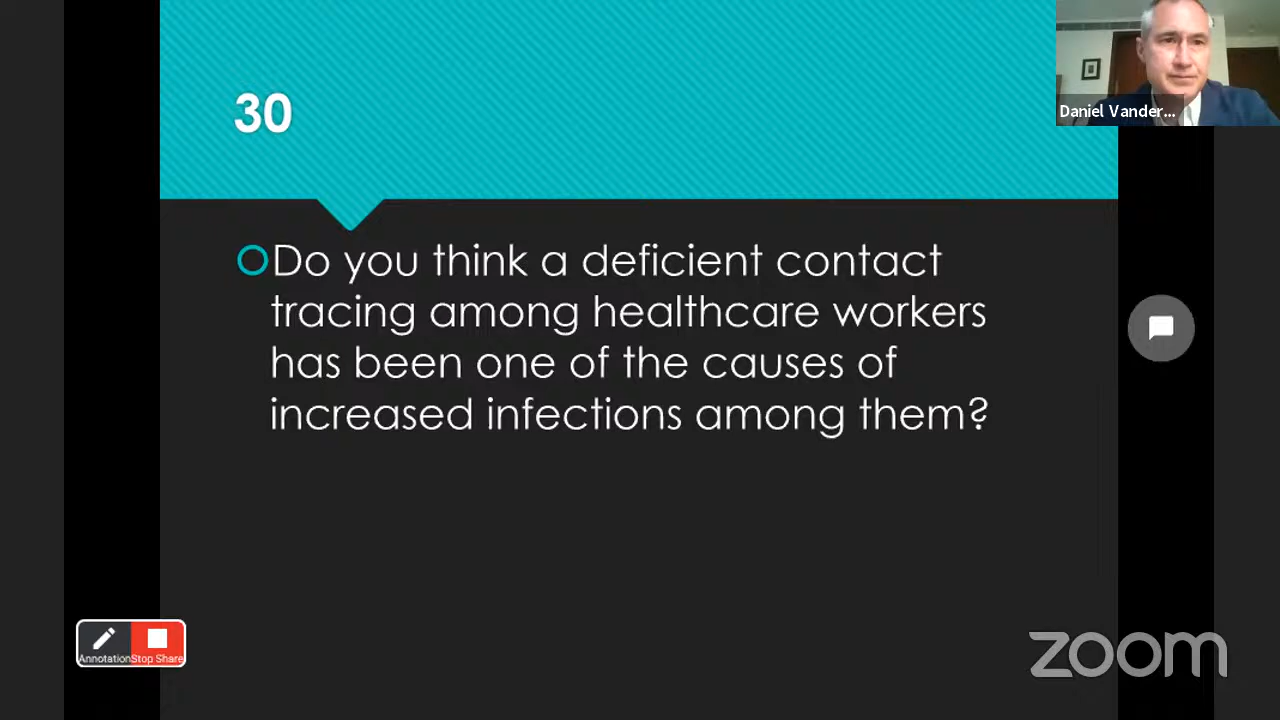 30
Daniel Vander...
Do you think a deficient contact
tracing among healthcare workers
has been one of the causes of
increased infections among them?
Annotation Stop Share
zoom